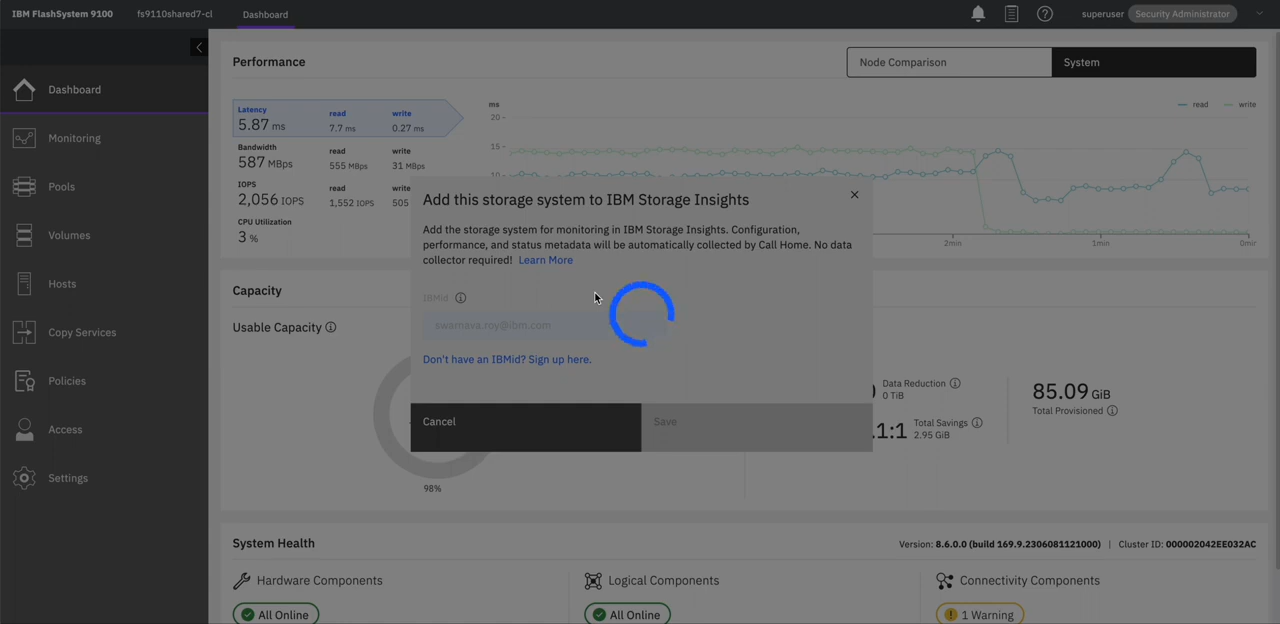 IBM FlashSystem 9100 fs9110shared7-cl Dashboard superuser Security Administrator
Dashboard
Monitoring
Pools
Volumes
Hosts
Copy Services
Policies
Access
Settings
Performance
Node Comparison System
Latency read write
5.87 ms 7.7 ms 0.27 ms
Bandwidth read write
587 MBps 555 MBps 31 MBps
IOPS read write
2,056 IOPS 1,552 IOPS 505
CPU Utilization
3 %
ms
read write
20
15
10
2min 1min 0min
Add this storage system to IBM Storage Insights
Add the storage system for monitoring in IBM Storage Insights. Configuration,
performance, and status metadata will be automatically collected by Call Home. No data
collector required! Learn More
IBMid
swarnava.roy@ibm.com
Don't have an IBMid? Sign up here.
Cancel Save
Capacity
Usable Capacity
98%
Data Reduction
0 TiB
.1:1 Total Savings
2.95 GiB
85.09 GiB
Total Provisioned
System Health
Version: 8.6.0.0 (build 169.9.2306081121000) | Cluster ID: 000002042EE032AC
Hardware Components
All Online
Logical Components
All Online
Connectivity Components
1 Warning